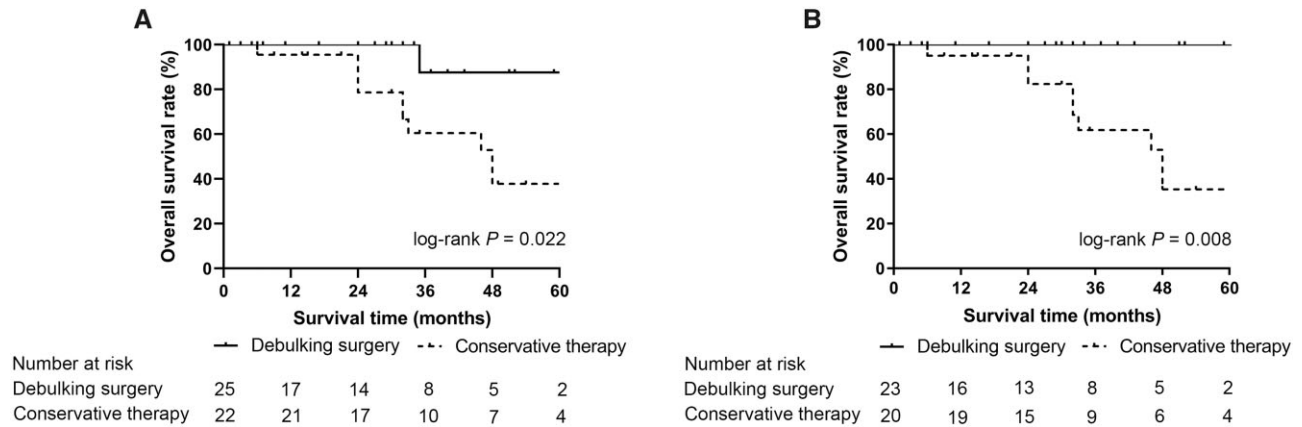 A
Overall survival rate (%)
100
80
60
40
20
0
log-rank P = 0.022
0 12 24 36 48 60
Survival time (months)
Debulking surgery Conservative therapy
Number at risk
Debulking surgery 25 17 14 8 5 2
Conservative therapy 22 21 17 10 7 4
B
Overall survival rate (%)
100
80
60
40
20
0
log-rank P = 0.008
0 12 24 36 48 60
Survival time (months)
Debulking surgery Conservative therapy
Number at risk
Debulking surgery 23 16 13 8 5 2
Conservative therapy 20 19 15 9 6 4